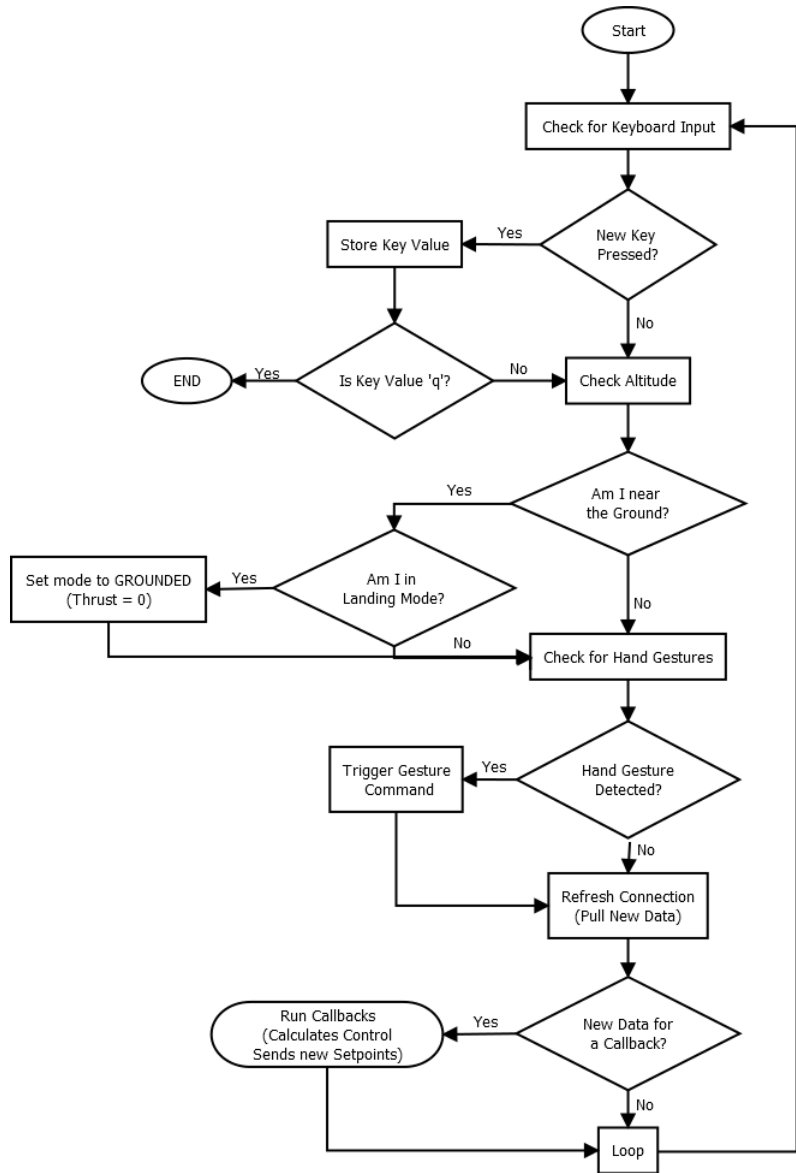 Start
Check for Keyboard Input
New Key
Pressed?
Yes
Store Key Value
No
Is Key Value 'q'?
Yes
END
No
Check Altitude
Am I near
the Ground?
Yes
Am I in
Landing Mode?
Yes
Set mode to GROUNDED
(Thrust = 0)
No
No
Check for Hand Gestures
Hand Gesture
Detected?
Yes
Trigger Gesture
Command
No
Refresh Connection
(Pull New Data)
New Data for
a Callback?
Yes
Run Callbacks
(Calculates Control
Sends new Setpoints)
No
Loop